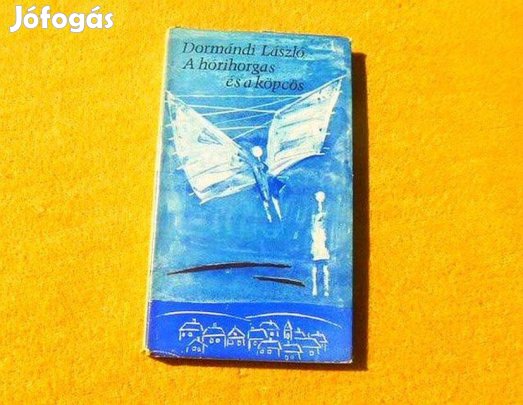 Jófogás
Dormándi László
A hórihorgas
és a köpcös